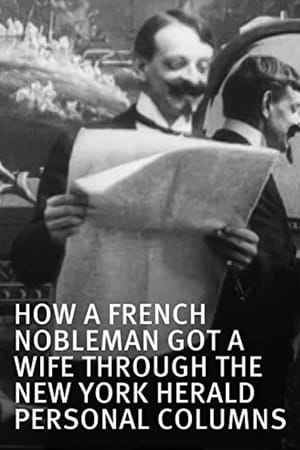 HOW A FRENCH
NOBLEMAN GOT A
WIFE THROUGH THE
NEW YORK HERALD
PERSONAL COLUMNS